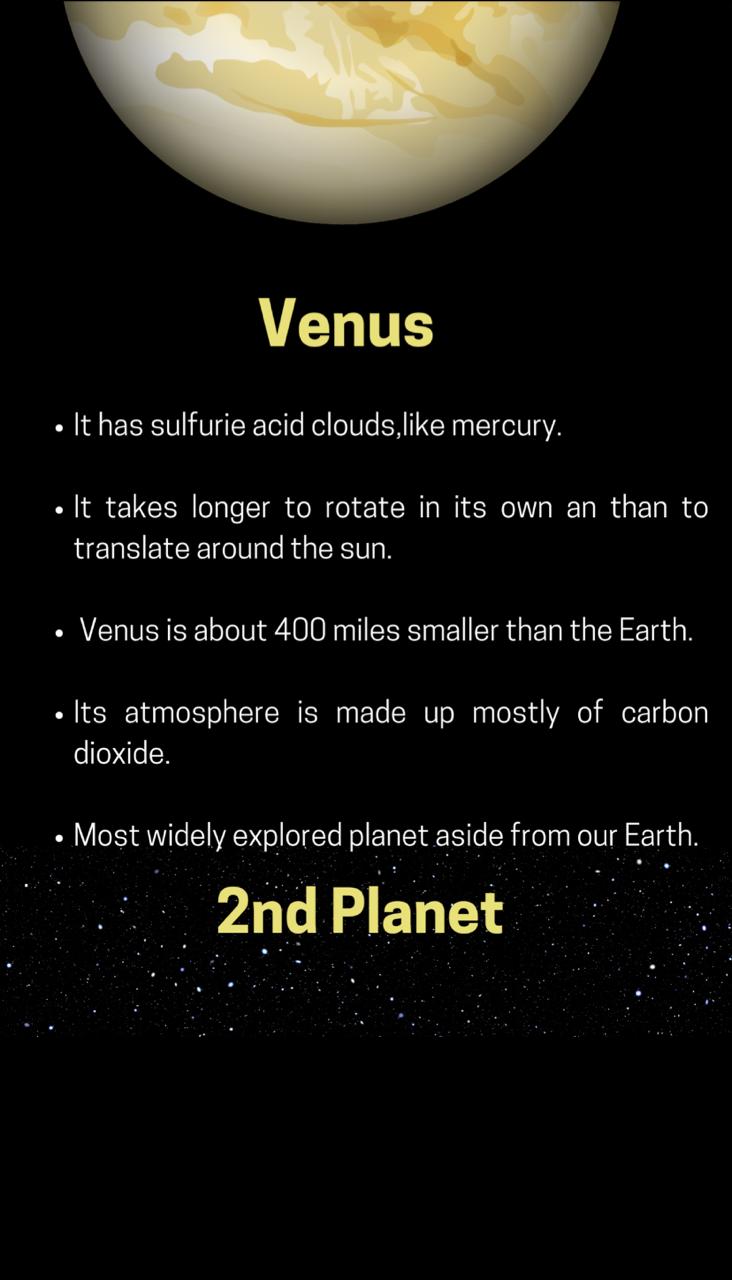 Venus
• It has sulfurie acid clouds,like mercury.
• It takes longer to rotate in its own an than to
translate around the sun.
• Venus is about 400 miles smaller than the Earth.
• Its atmosphere is made up mostly of carbon
dioxide.
• Most widely explored planet aside from our Earth.
2nd Planet